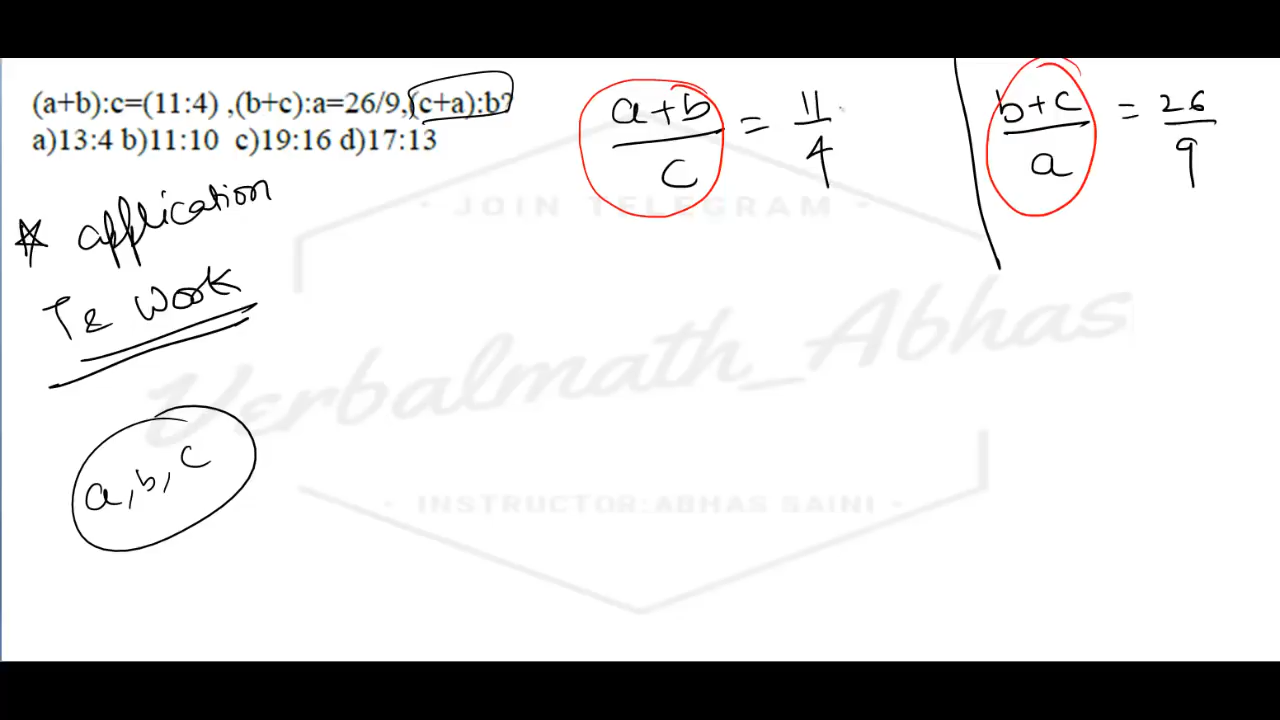 (a+b):c=(11:4) ,(b+c):a=26/9,(c+a):b?
a)13:4 b)11:10 c)19:16 d)17:13
a+b/c = 11/4
b+c/a = 26/9
- JOIN TELEGRAM -
* application
T & Work
Verbalmath_Abhas
a, b, c
- INSTRUCTOR:ABHAS SAINI -